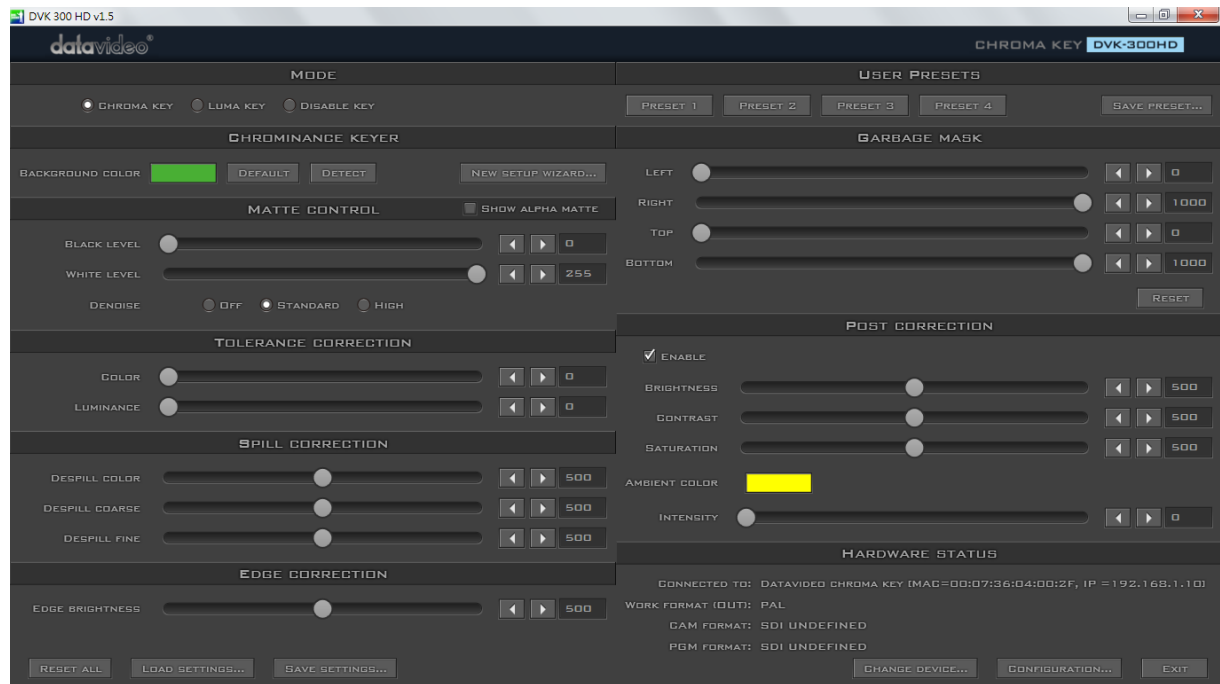 DVK 300 HD v1.5
datavideo®
CHROMA KEY DVK-300HD
MODE
CHROMA KEY LUMA KEY DISABLE KEY
CHROMINANCE KEYER
BACKGROUND COLOR DEFAULT DETECT NEW SETUP WIZARD...
MATTE CONTROL SHOW ALPHA MATTE
BLACK LEVEL 0
WHITE LEVEL 255
DENOISE OFF STANDARD HIGH
TOLERANCE CORRECTION
COLOR 0
LUMINANCE 0
SPILL CORRECTION
DESPILL COLOR 500
DESPILL COARSE 500
DESPILL FINE 500
EDGE CORRECTION
EDGE BRIGHTNESS 500
RESET ALL LOAD SETTINGS... SAVE SETTINGS...
USER PRESETS
PRESET 1 PRESET 2 PRESET 3 PRESET 4 SAVE PRESET...
GARBAGE MASK
LEFT 0
RIGHT 1000
TOP 0
BOTTOM 1000
RESET
POST CORRECTION
ENABLE
BRIGHTNESS 500
CONTRAST 500
SATURATION 500
AMBIENT COLOR
INTENSITY 0
HARDWARE STATUS
CONNECTED TO: DATAVIDEO CHROMA KEY [MAC=00:07:36:04:00:2F, IP =192.168.1.10]
WORK FORMAT (OUT): PAL
CAM FORMAT: SDI UNDEFINED
PGM FORMAT: SDI UNDEFINED
CHANGE DEVICE... CONFIGURATION... EXIT